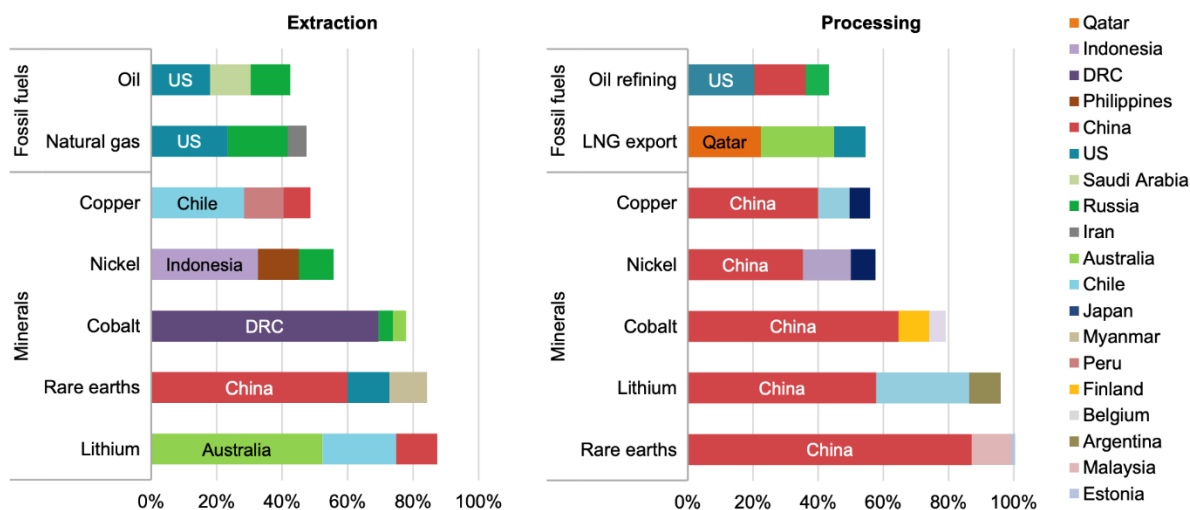 Extraction
Fossil fuels
Oil
US
Natural gas
US
Minerals
Copper
Chile
Nickel
Indonesia
Cobalt
DRC
Rare earths
China
Lithium
Australia
0% 20% 40% 60% 80% 100%
Processing
Fossil fuels
Oil refining
US
LNG export
Qatar
Minerals
Copper
China
Nickel
China
Cobalt
China
Lithium
China
Rare earths
China
0% 20% 40% 60% 80% 100%
Qatar
Indonesia
DRC
Philippines
China
US
Saudi Arabia
Russia
Iran
Australia
Chile
Japan
Myanmar
Peru
Finland
Belgium
Argentina
Malaysia
Estonia